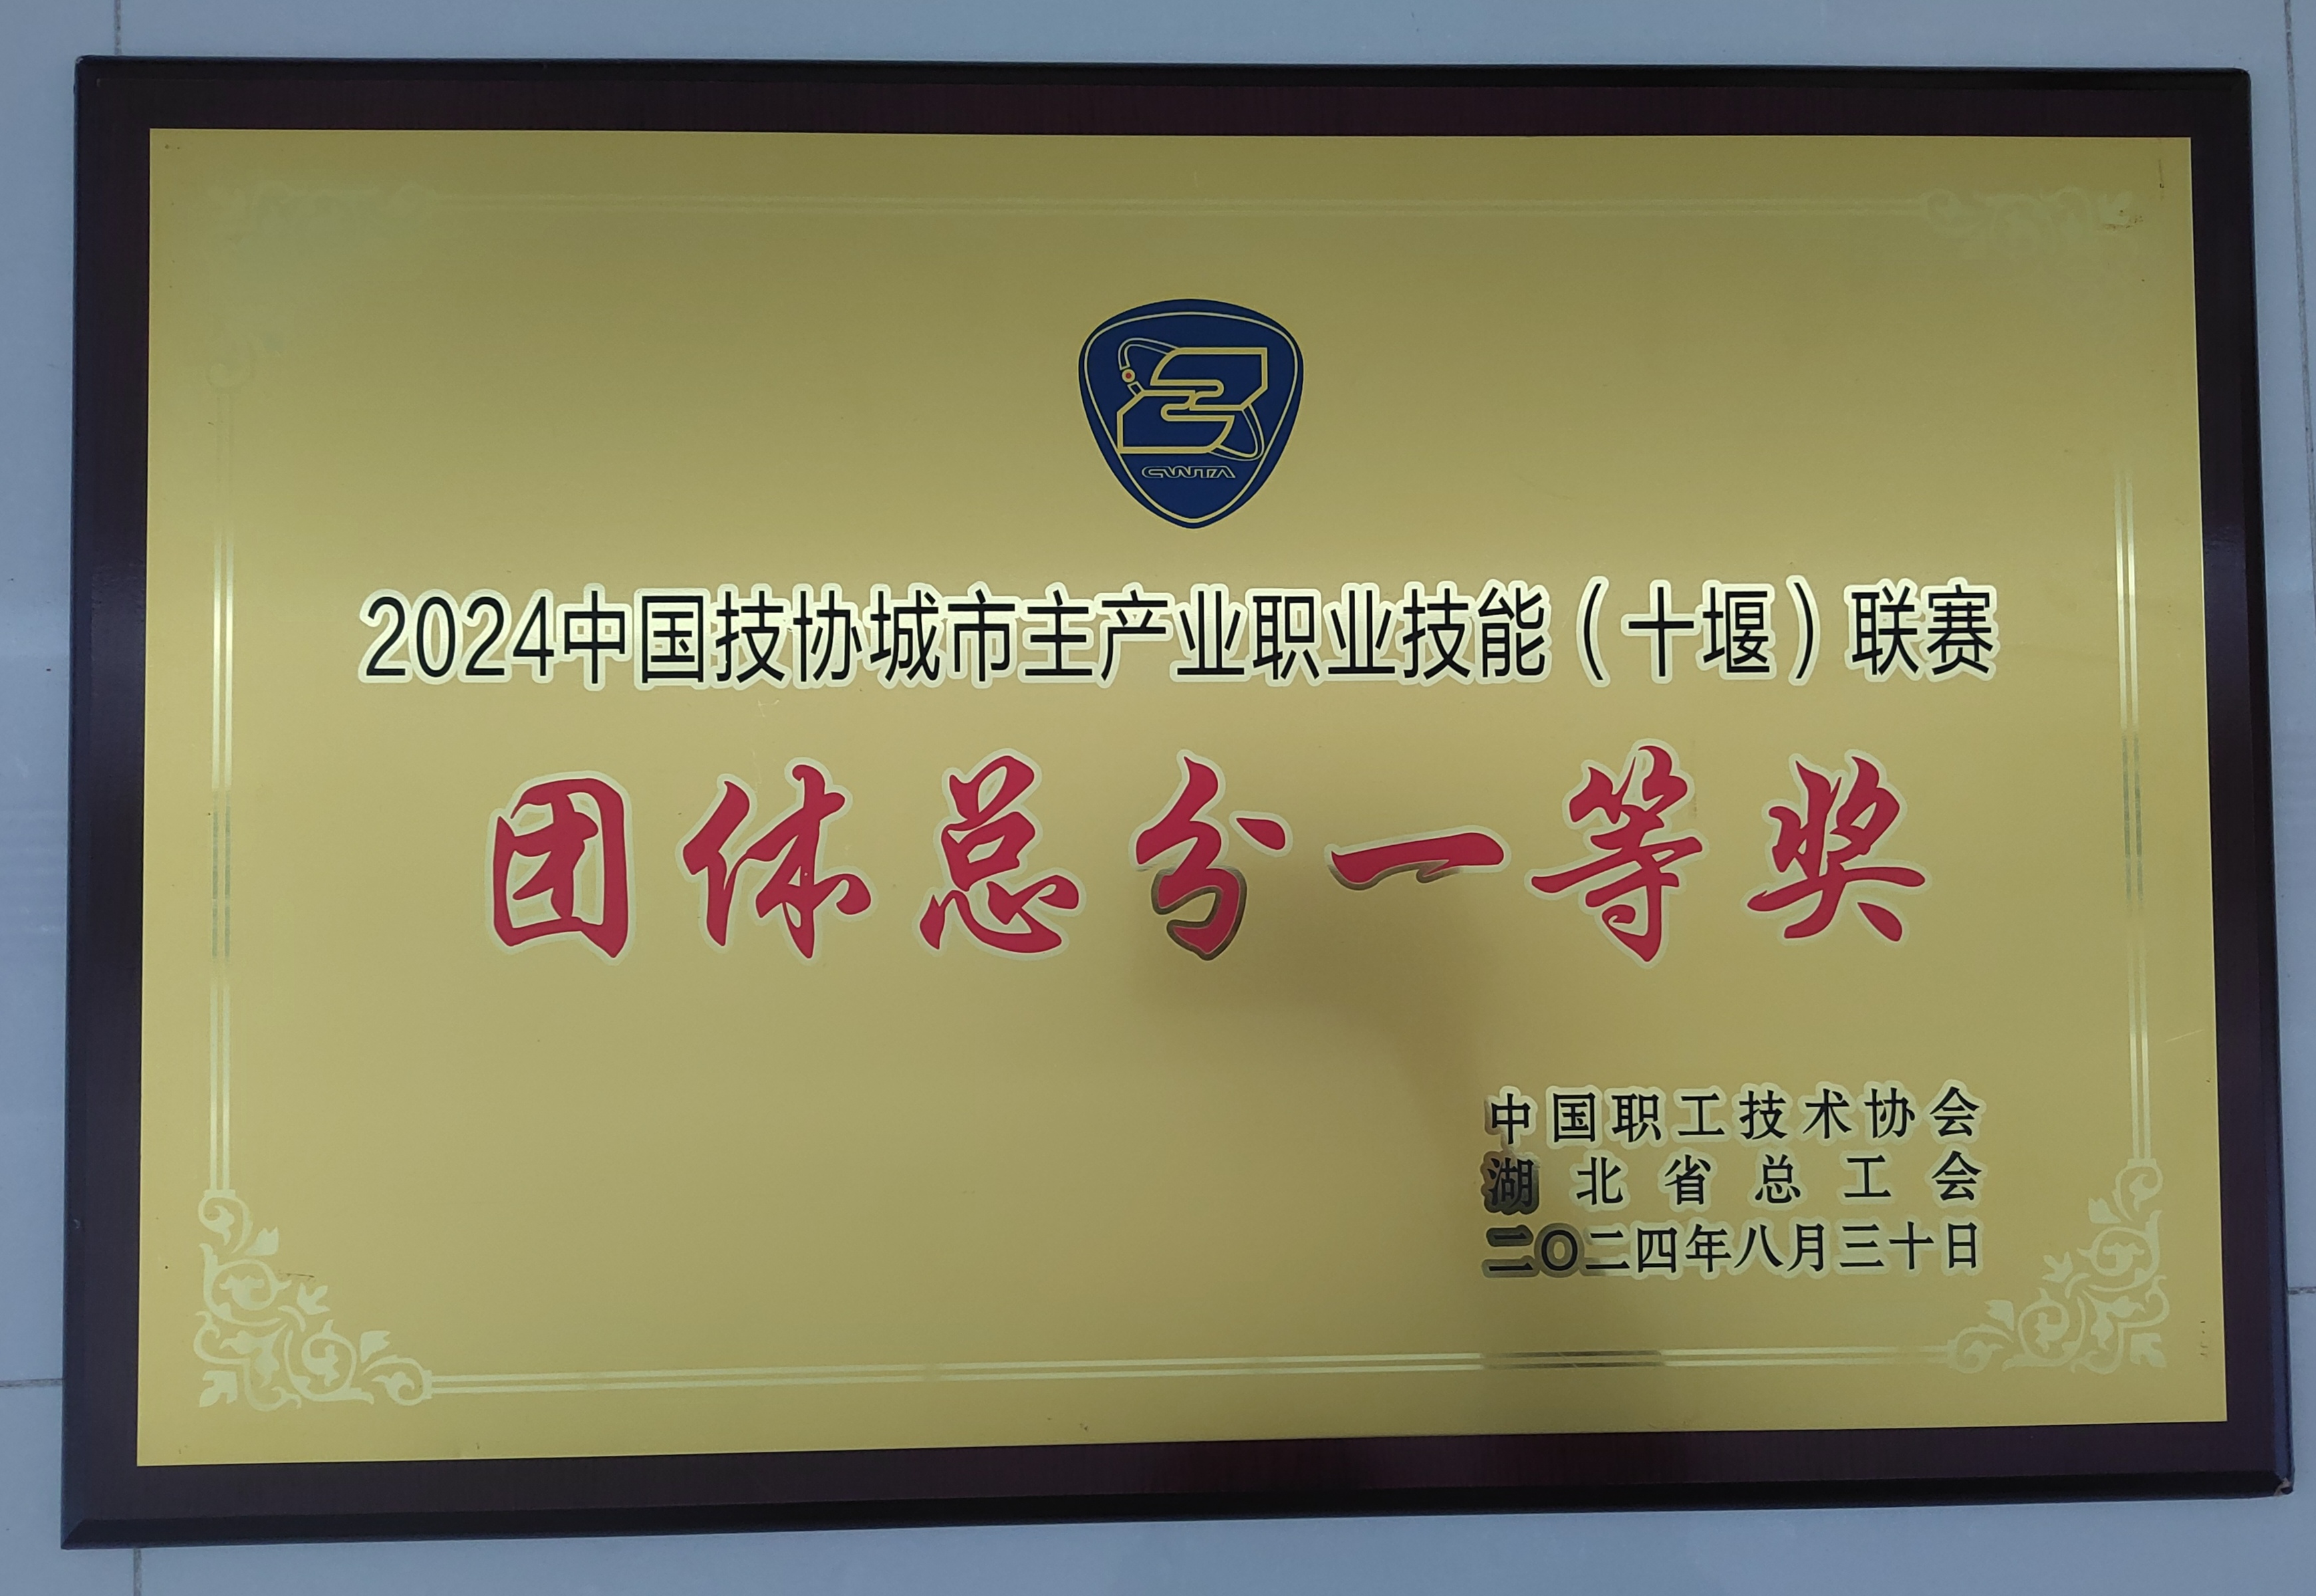 CWTA
2024中国技协城市主产业职业技能（十堰）联赛
团体总分一等奖
中国职工技术协会
湖北省总工会
二〇二四年八月三十日